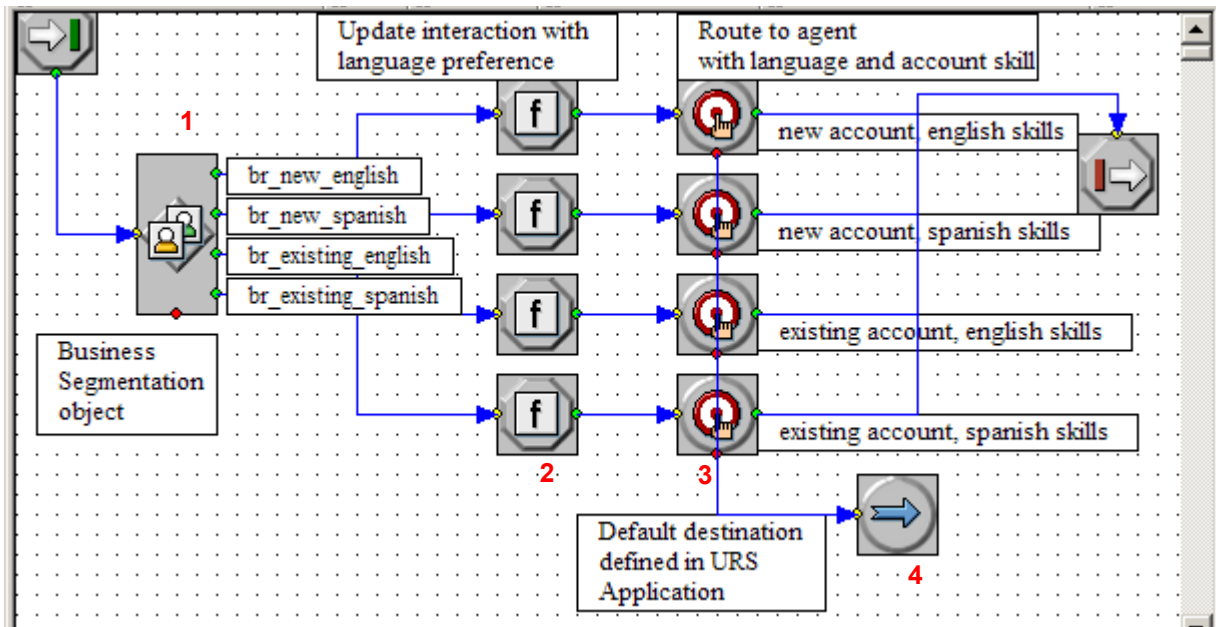 Update interaction with
language preference
Route to agent
with language and account skill
1
f
new account, english skills
br_new_english
br_new_spanish
f
new account, spanish skills
br_existing_english
br_existing_spanish
f
existing account, english skills
Business
Segmentation
object
f
existing account, spanish skills
2
3
Default destination
defined in URS
Application
4